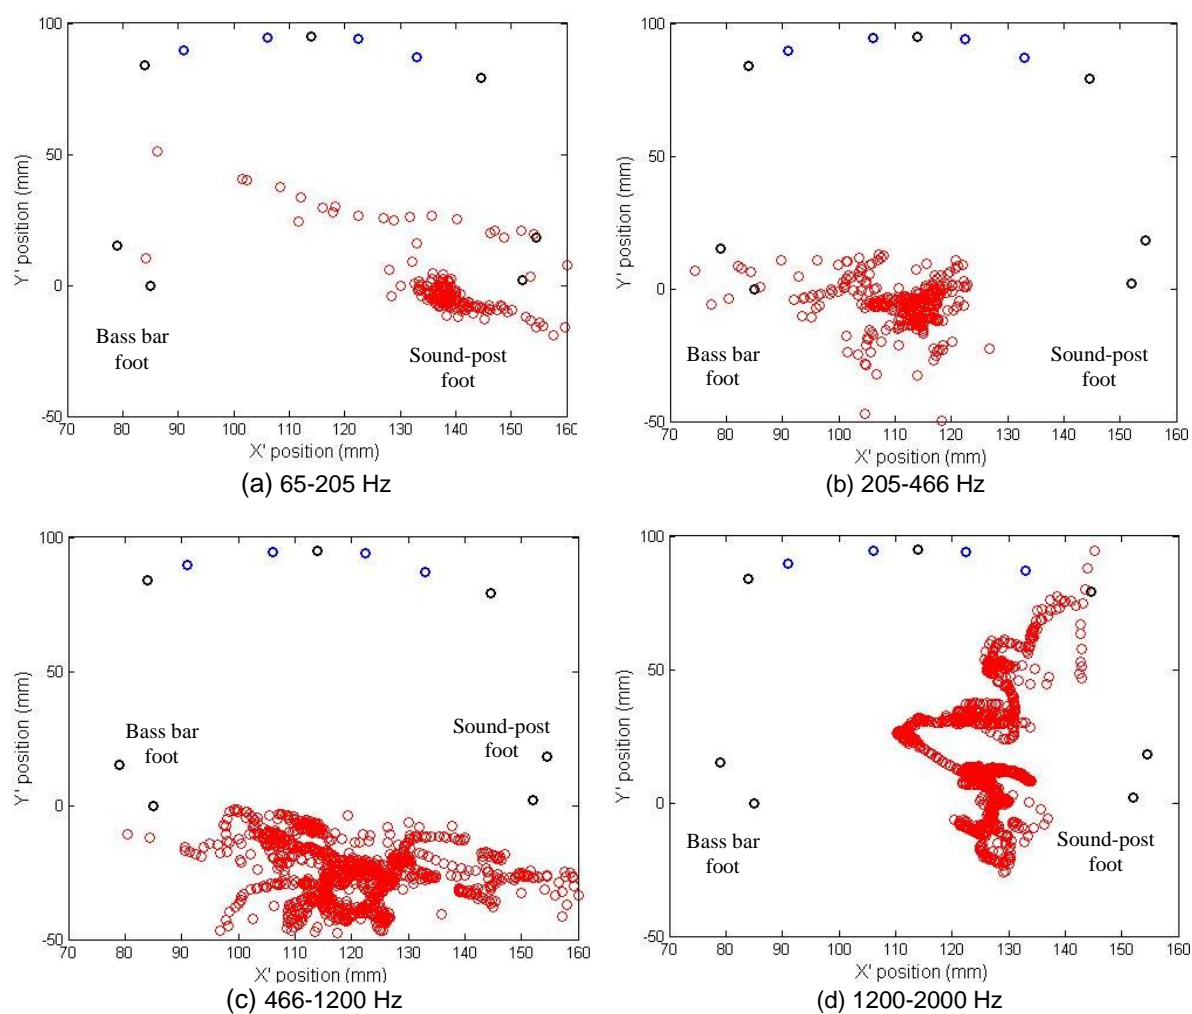 100
50
0
-50
Y' position (mm)
Bass bar
foot
Sound-post
foot
70 80 90 100 110 120 130 140 150 160
X' position (mm)
(a) 65-205 Hz
100
50
0
-50
Y' position (mm)
Bass bar
foot
Sound-post
foot
70 80 90 100 110 120 130 140 150 160
X' position (mm)
(b) 205-466 Hz
100
50
0
-50
Y' position (mm)
Bass bar
foot
Sound-post
foot
70 80 90 100 110 120 130 140 150 160
X' position (mm)
(c) 466-1200 Hz
100
50
0
-50
Y' position (mm)
Bass bar
foot
Sound-post
foot
70 80 90 100 110 120 130 140 150 160
X' position (mm)
(d) 1200-2000 Hz